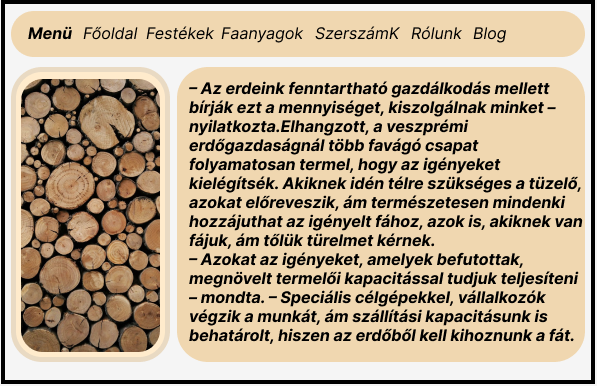 Menü Főoldal Festékek Faanyagok SzerszámK Rólunk Blog
– Az erdeink fenntartható gazdálkodás mellett
bírják ezt a mennyiséget, kiszolgálnak minket –
nyilatkozta.Elhangzott, a veszprémi
erdőgazdaságnál több favágó csapat
folyamatosan termel, hogy az igényeket
kielégítsék. Akiknek idén télre szükséges a tüzelő,
azokat előreveszik, ám természetesen mindenki
hozzájuthat az igényelt fához, azok is, akiknek van
fájuk, ám tőlük türelmet kérnek.
– Azokat az igényeket, amelyek befutottak,
megnövelt termelői kapacitással tudjuk teljesíteni
– mondta. – Speciális célgépekkel, vállalkozók
végzik a munkát, ám szállítási kapacitásunk is
behatárolt, hiszen az erdőből kell kihoznunk a fát.